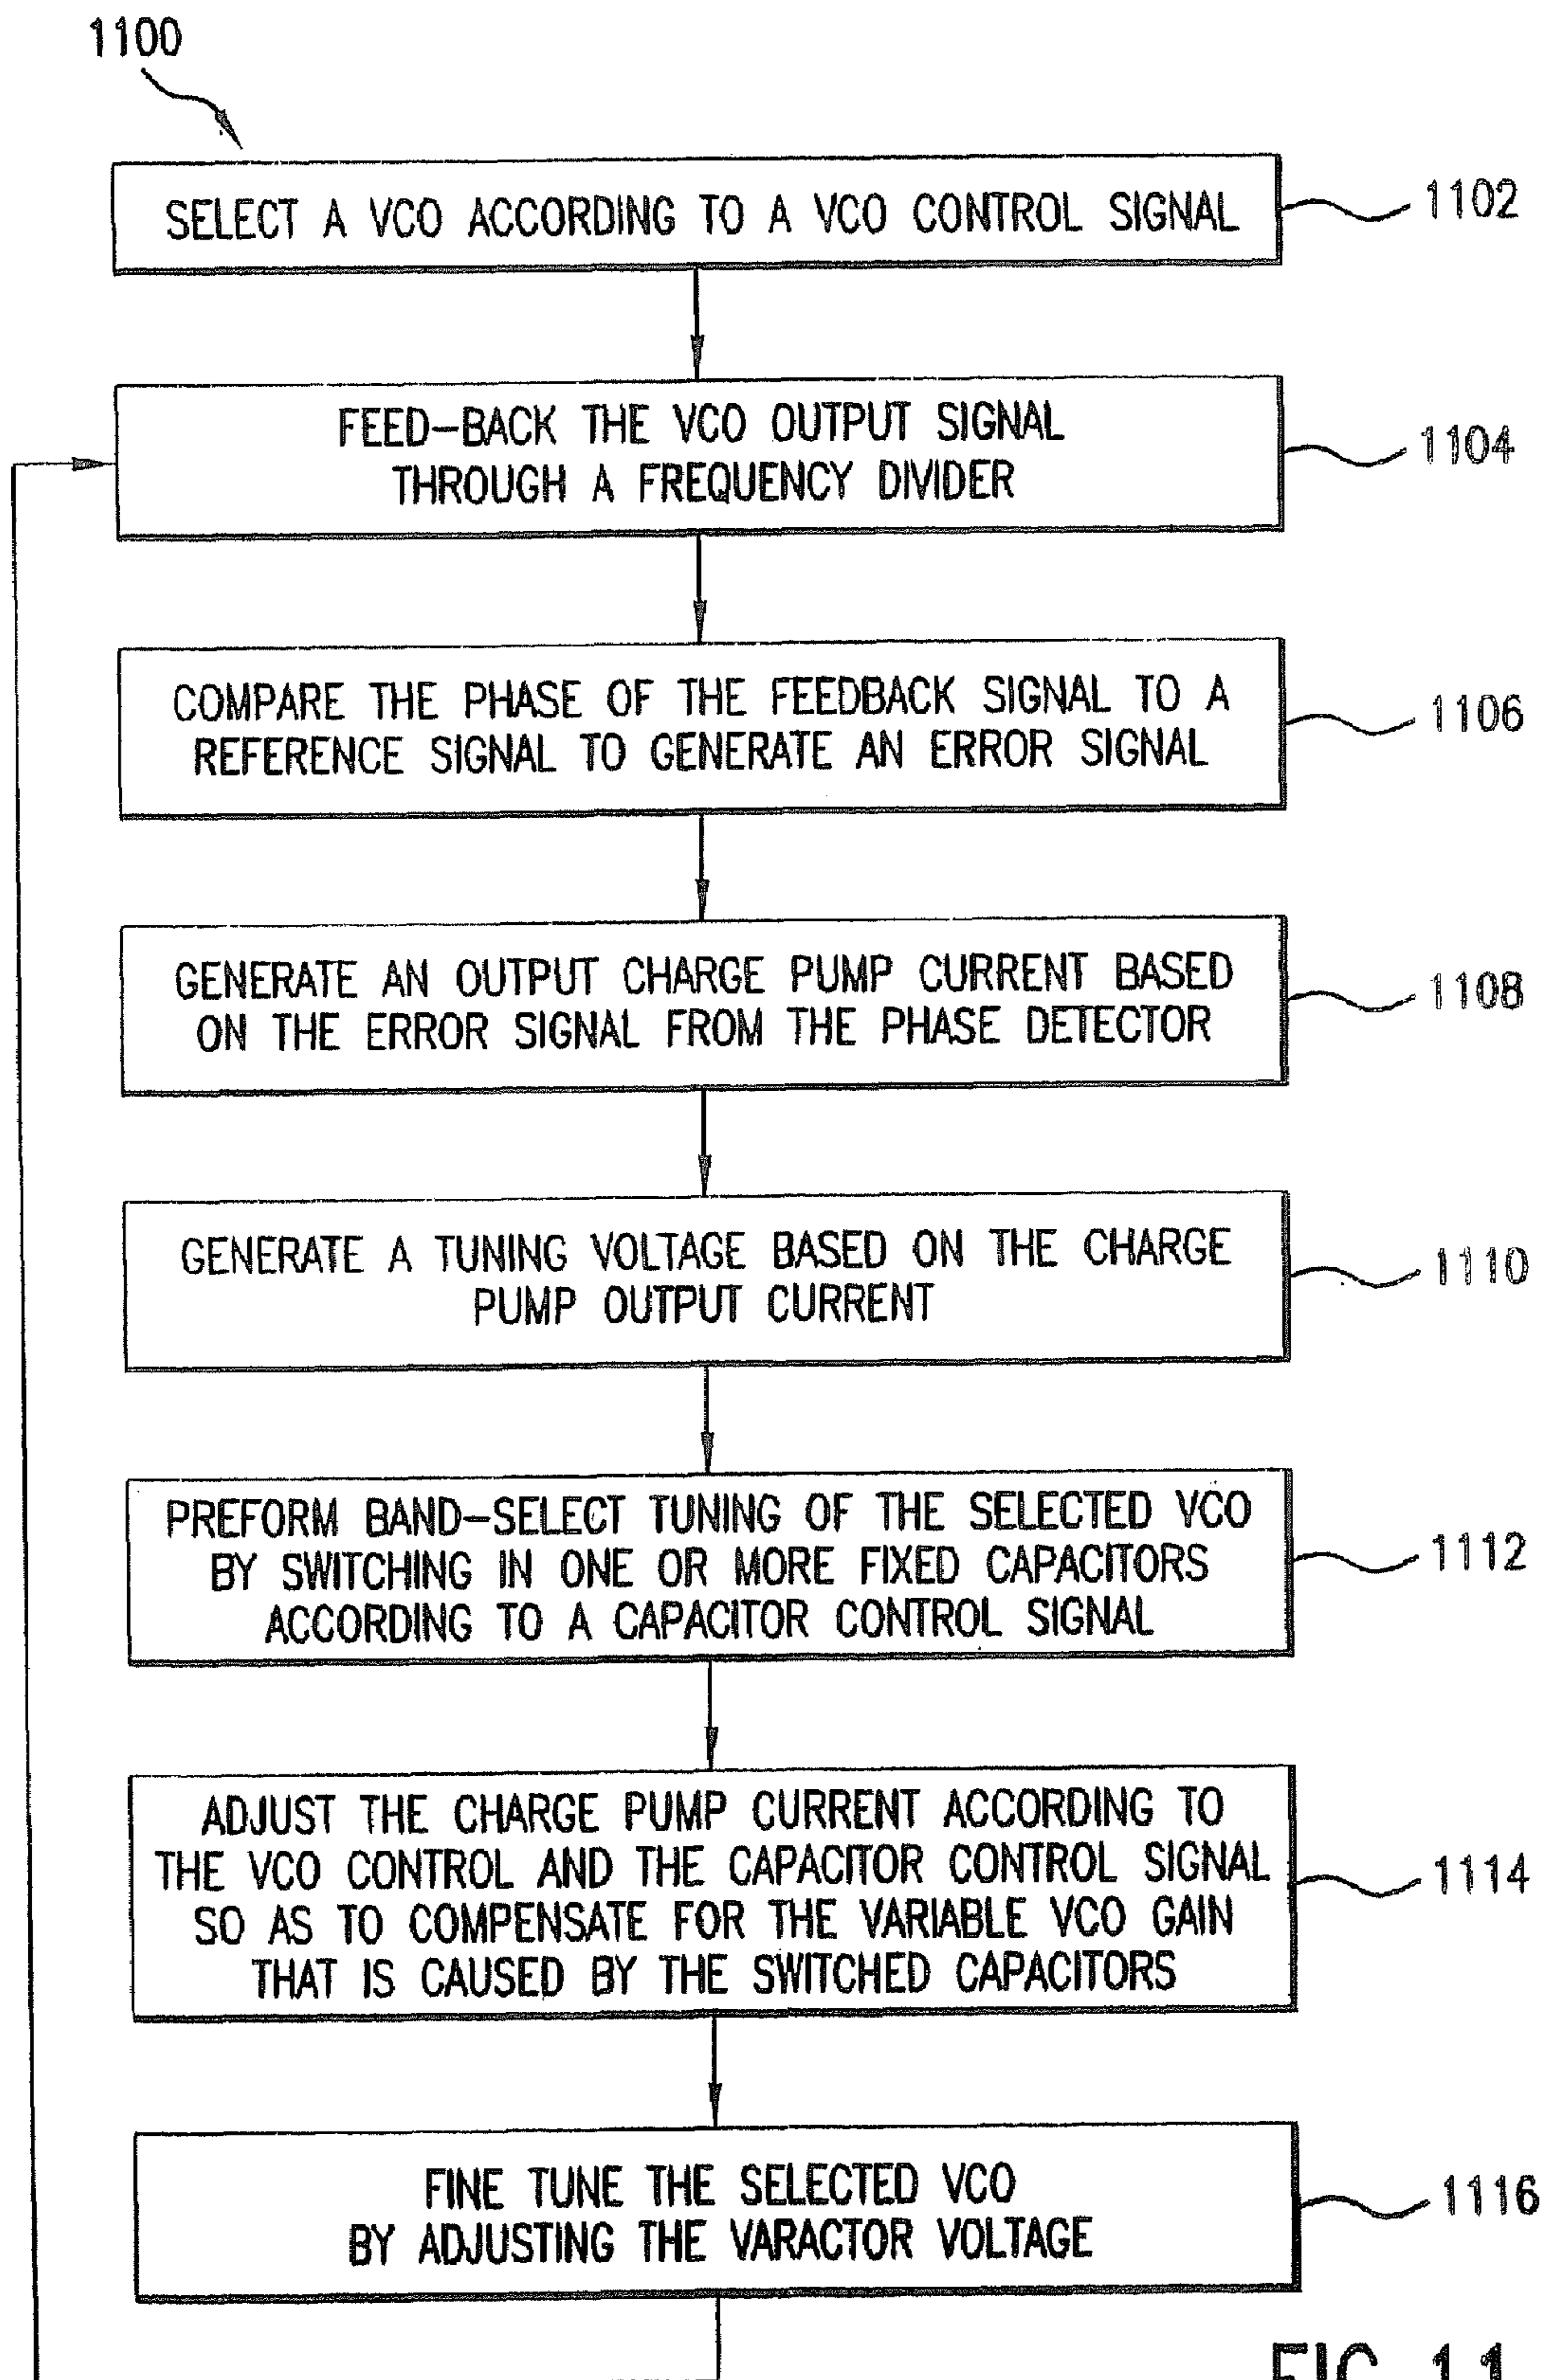 1100
SELECT A VCO ACCORDING TO A VCO CONTROL SIGNAL
1102
FEED-BACK THE VCO OUTPUT SIGNAL
THROUGH A FREQUENCY DIVIDER
1104
COMPARE THE PHASE OF THE FEEDBACK SIGNAL TO A
REFERENCE SIGNAL TO GENERATE AN ERROR SIGNAL
1106
GENERATE AN OUTPUT CHARGE PUMP CURRENT BASED
ON THE ERROR SIGNAL FROM THE PHASE DETECTOR
1108
GENERATE A TUNING VOLTAGE BASED ON THE CHARGE
PUMP OUTPUT CURRENT
1110
PREFORM BAND-SELECT TUNING OF THE SELECTED VCO
BY SWITCHING IN ONE OR MORE FIXED CAPACITORS
ACCORDING TO A CAPACITOR CONTROL SIGNAL
1112
ADJUST THE CHARGE PUMP CURRENT ACCORDING TO
THE VCO CONTROL AND THE CAPACITOR CONTROL SIGNAL
SO AS TO COMPENSATE FOR THE VARIABLE VCO GAIN
THAT IS CAUSED BY THE SWITCHED CAPACITORS
1114
FINE TUNE THE SELECTED VCO
BY ADJUSTING THE VARACTOR VOLTAGE
1116
FIG. 11